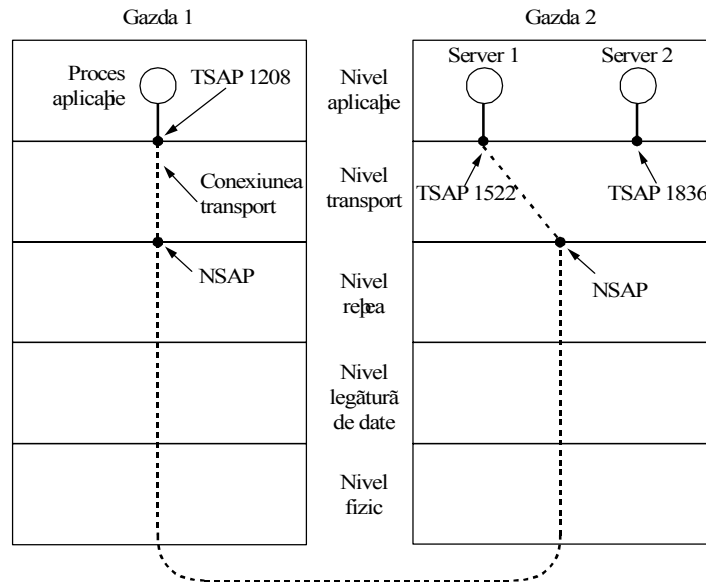 Gazda 1
Gazda 2
Proces
aplicaþie
TSAP 1208
Nivel
aplicaþie
Server 1
Server 2
Conexiunea
transport
Nivel
transport
TSAP 1522
TSAP 1836
NSAP
Nivel
reþea
NSAP
Nivel
legãturã
de date
Nivel
fizic